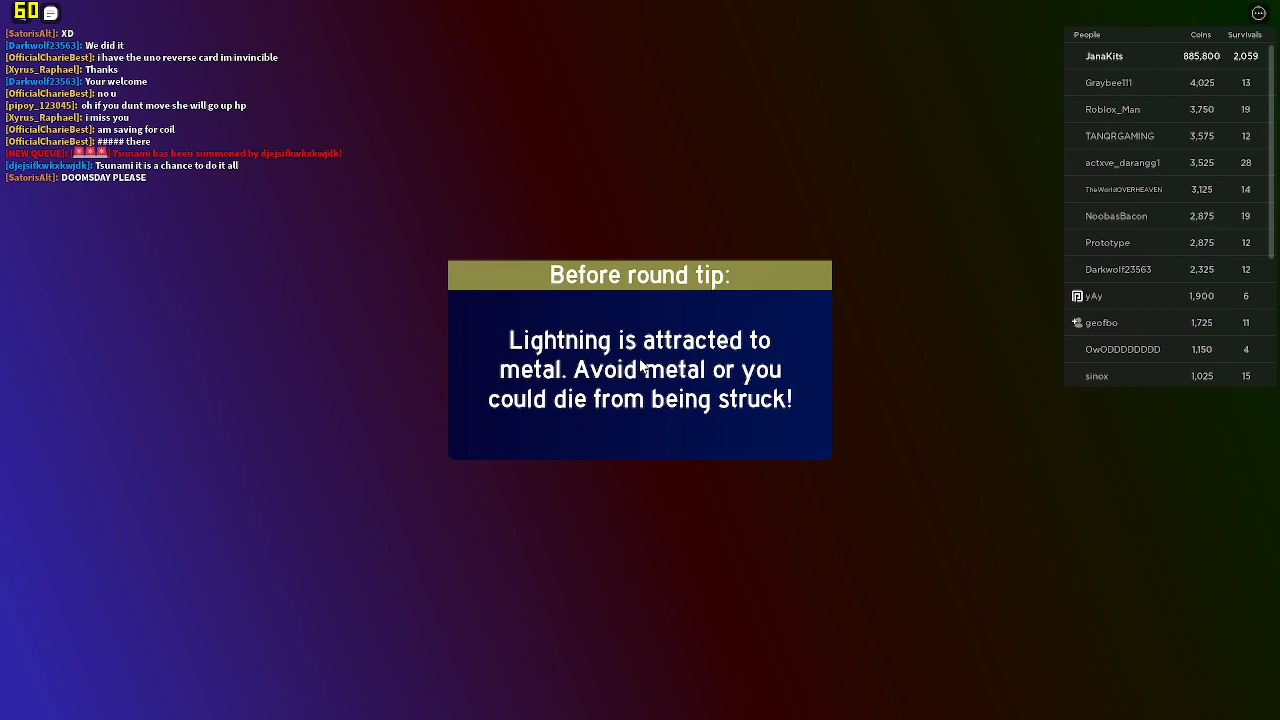 60
[SatorisAlt]: XD
[Darkwolf23563]: We did it
[OfficialCharieBest]: i have the uno reverse card im invincible
[Xyrus_Raphael]: Thanks
[Darkwolf23563]: Your welcome
[OfficialCharieBest]: no u
[pipoy_123045]: oh if you dunt move she will go up hp
[Xyrus_Raphael]: i miss you
[OfficialCharieBest]: am saving for coil
[OfficialCharieBest]: ##### there
[NEW QUEUE]: [🚨🚨🚨] Tsunami has been summoned by djejsifkwkxkwjdk!
[djejsifkwkxkwjdk]: Tsunami it is a chance to do it all
[SatorisAlt]: DOOMSDAY PLEASE
Before round tip:
Lightning is attracted to
metal. Avoid metal or you
could die from being struck!
People Coins Survivals
JanaKits 885,800 2,059
Graybee111 4,025 13
Roblox_Man 3,750 19
TANQRGAMING 3,575 12
actxve_darangg1 3,525 28
TheWorldOVERHEAVEN 3,125 14
NoobasBacon 2,875 19
Prototype 2,875 12
Darkwolf23563 2,325 12
yAy 1,900 6
geofbo 1,725 11
OwODDDDDDDD 1,150 4
sinox 1,025 15